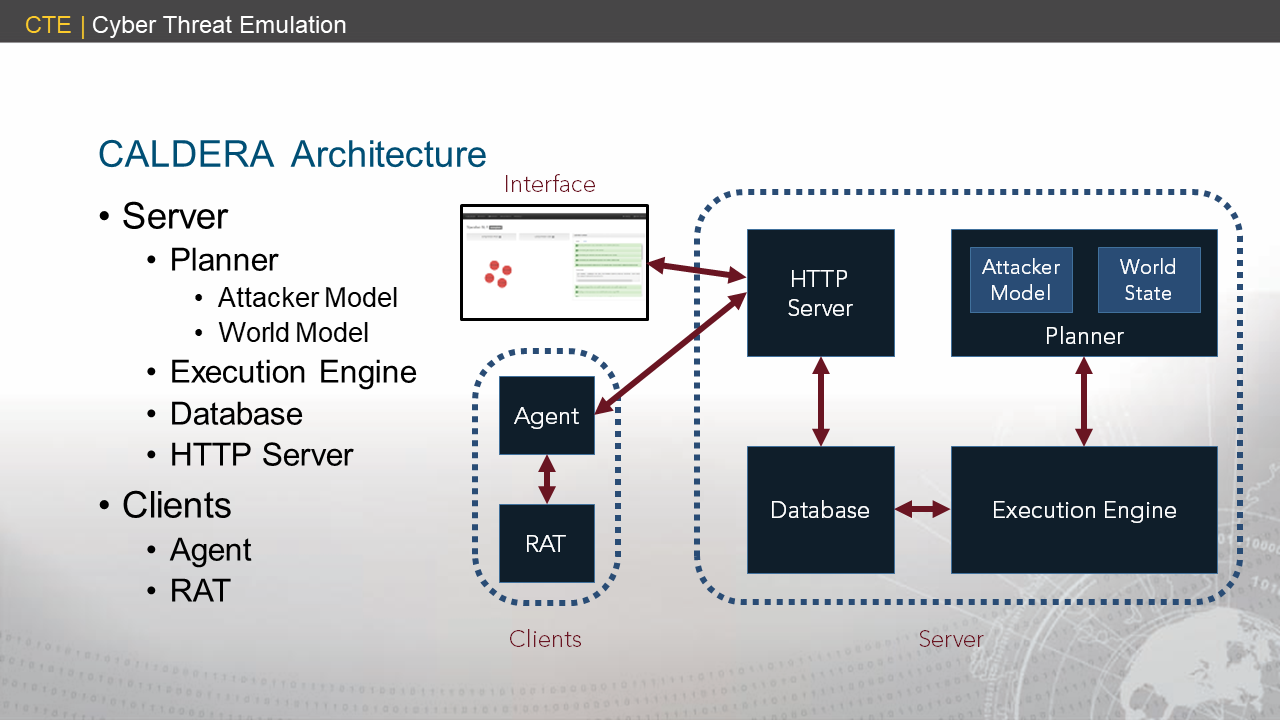 CTE | Cyber Threat Emulation
CALDERA Architecture
• Server
• Planner
• Attacker Model
• World Model
• Execution Engine
• Database
• HTTP Server
• Clients
• Agent
• RAT
Interface
HTTP
Server
Attacker
Model
World
State
Planner
Agent
RAT
Database
Execution Engine
Clients
Server